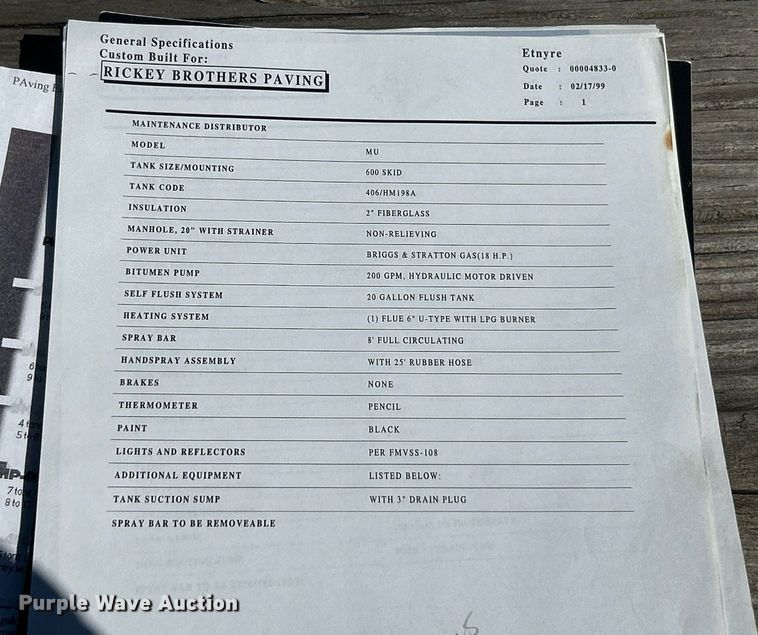 General Specifications
Custom Built For:
RICKEY BROTHERS PAVING
Etnyre
Quote : 00004833-0
Date : 02/17/99
Page : 1
MAINTENANCE DISTRIBUTOR
MODEL MU
TANK SIZE/MOUNTING 600 SKID
TANK CODE 406/HM198A
INSULATION 2" FIBERGLASS
MANHOLE, 20" WITH STRAINER NON-RELIEVING
POWER UNIT BRIGGS & STRATTON GAS(18 H.P.)
BITUMEN PUMP 200 GPM, HYDRAULIC MOTOR DRIVEN
SELF FLUSH SYSTEM 20 GALLON FLUSH TANK
HEATING SYSTEM (1) FLUE 6" U-TYPE WITH LPG BURNER
SPRAY BAR 8' FULL CIRCULATING
HANDSPRAY ASSEMBLY WITH 25' RUBBER HOSE
BRAKES NONE
THERMOMETER PENCIL
PAINT BLACK
LIGHTS AND REFLECTORS PER FMVSS-108
ADDITIONAL EQUIPMENT LISTED BELOW:
TANK SUCTION SUMP WITH 3" DRAIN PLUG
SPRAY BAR TO BE REMOVEABLE
PAving
Purple Wave Auction